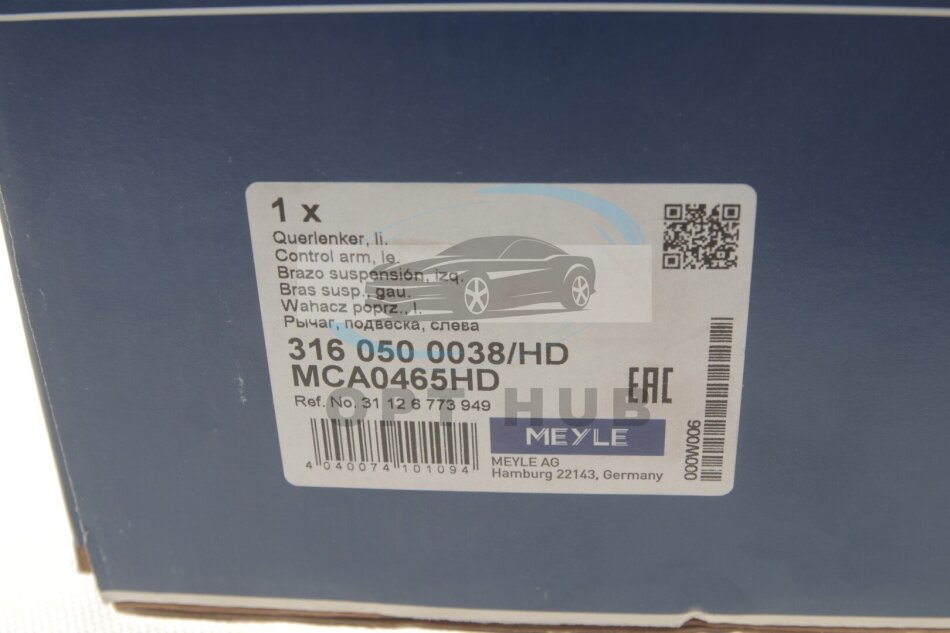 1 x
Querlenker, li.
Control arm, le.
Brazo suspensión, izq.
Bras susp., gau.
Wahacz poprz., l.
Рычаг, подвеска, слева
316 050 0038/HD
MCA0465HD
EAC
Ref. No. 31 12 6 773 949
OPT HUB
MEYLE
4 040074 101094
MEYLE AG
Hamburg 22143, Germany
000W006